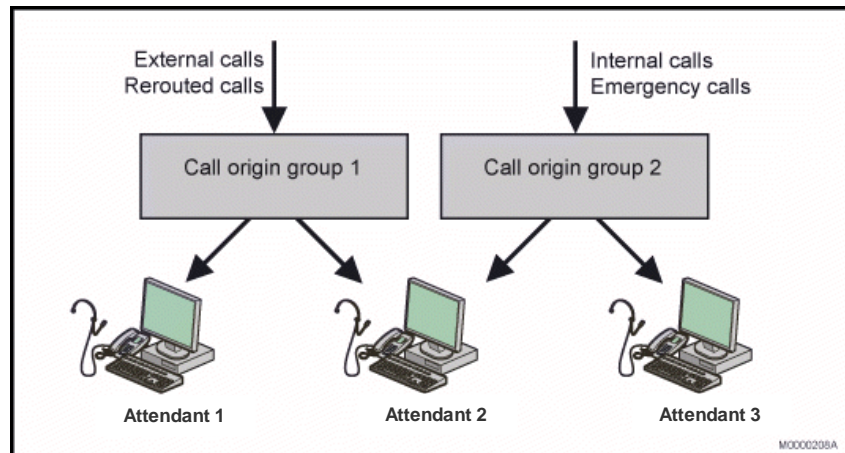 External calls
Rerouted calls
Internal calls
Emergency calls
Call origin group 1
Call origin group 2
Attendant 1
Attendant 2
Attendant 3
M0000208A